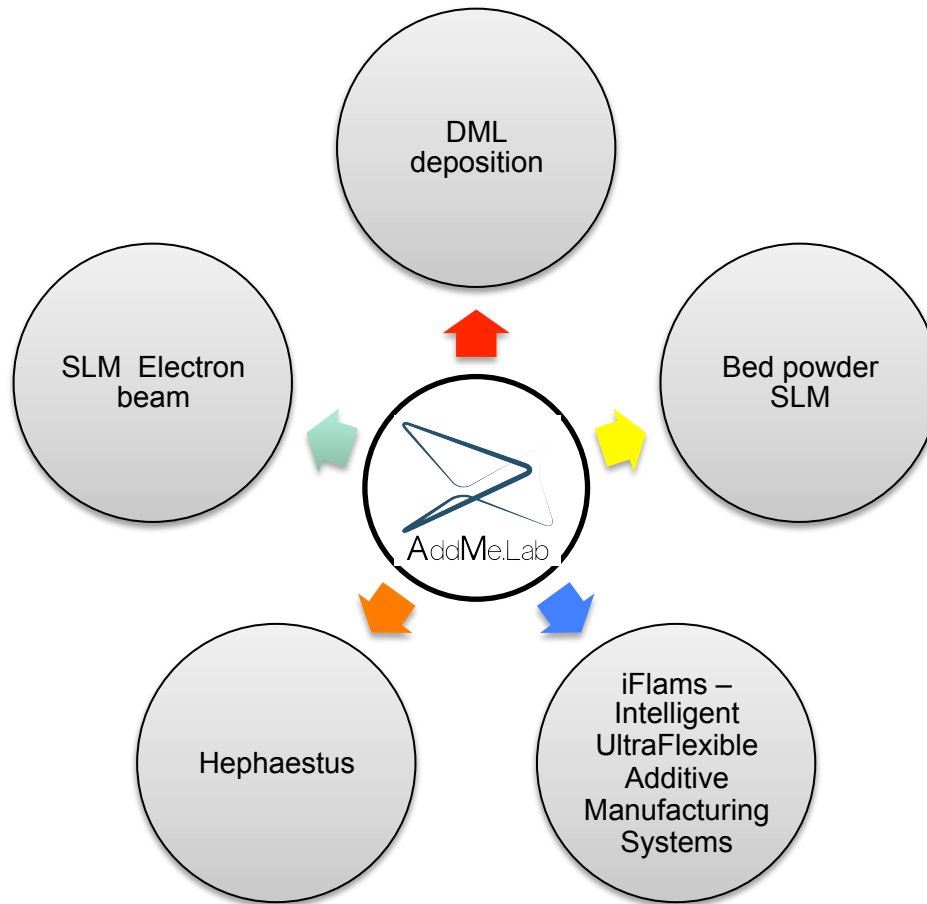 DML
deposition
SLM Electron
beam
Bed powder
SLM
AddMe.Lab
Hephaestus
iFlams –
Intelligent
UltraFlexible
Additive
Manufacturing
Systems